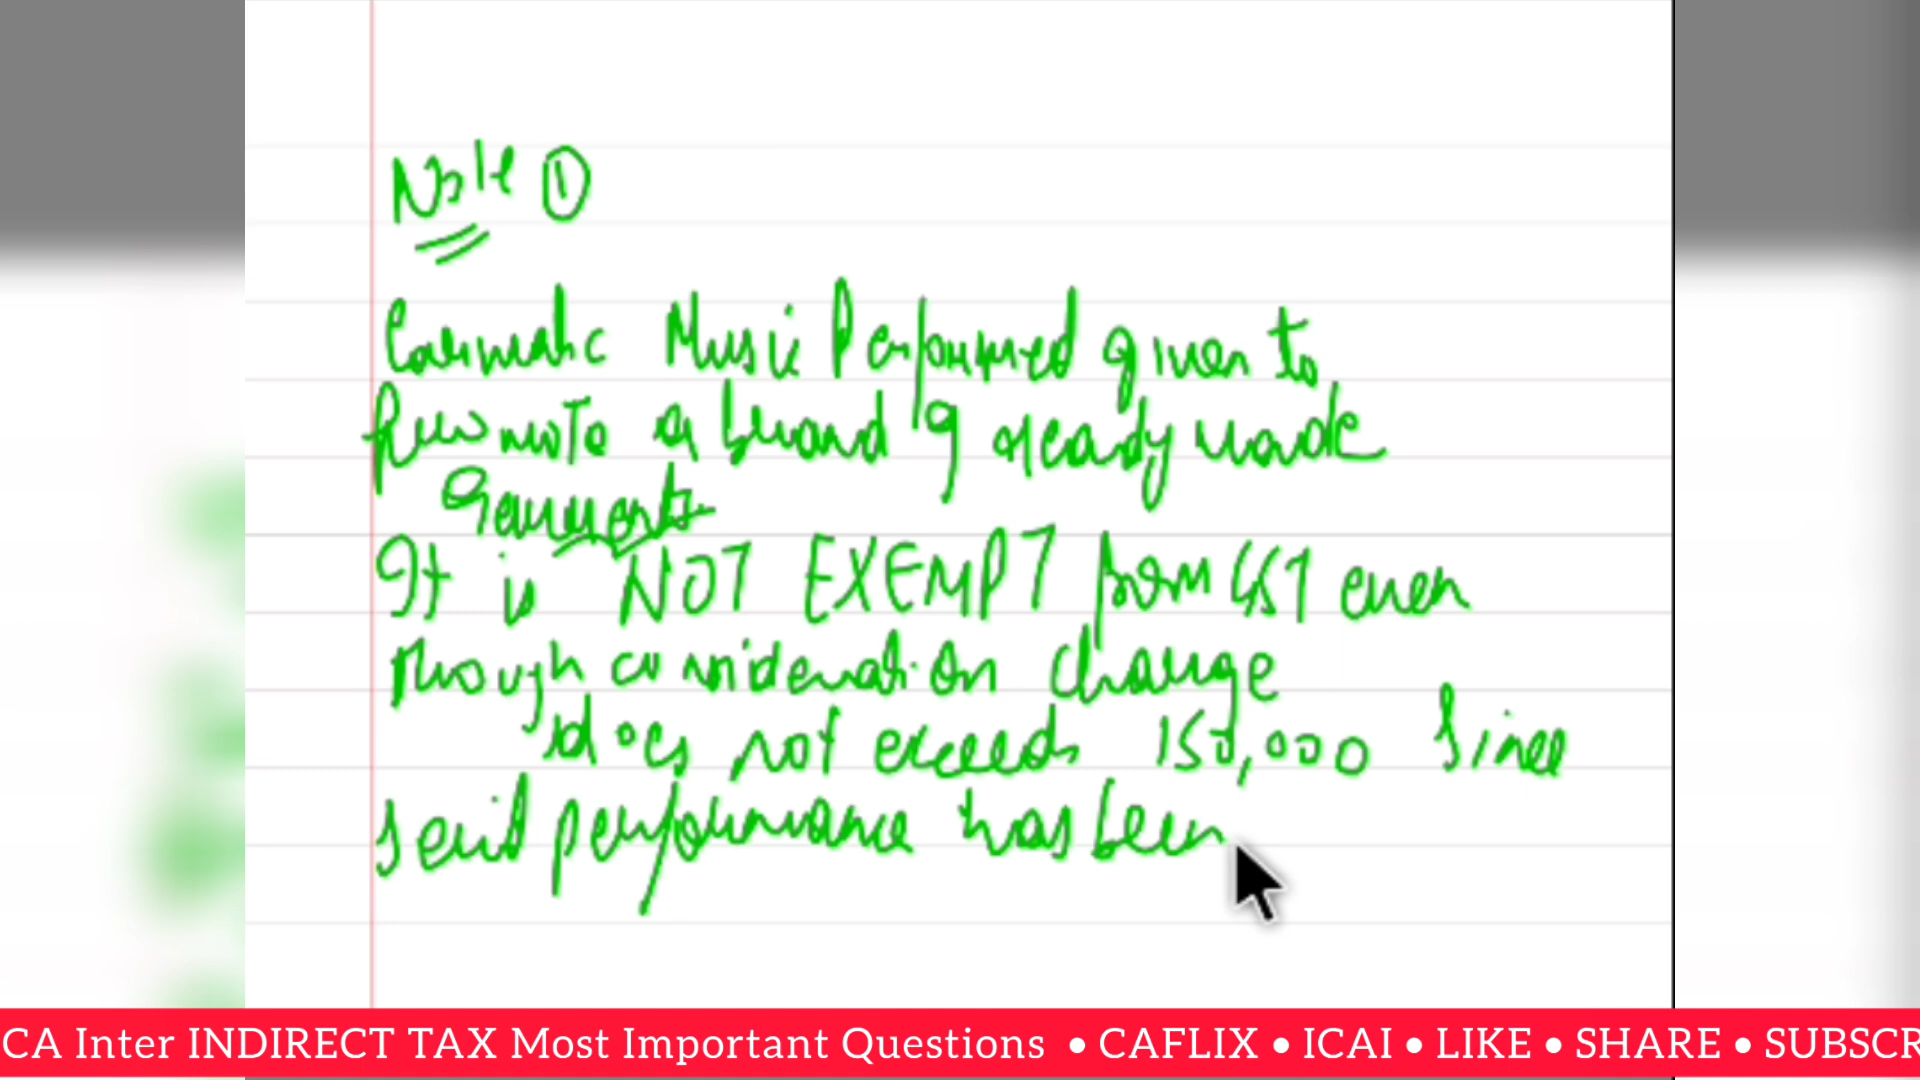 Note ①
Carnatic Music Performed given to
Promote a brand of ready made
Garments
It is NOT EXEMPT from GST even
though consideration charge
does not exceeds 150,000 Since
said performance has been
CA Inter INDIRECT TAX Most Important Questions • CAFLIX • ICAI • LIKE • SHARE • SUBSCR